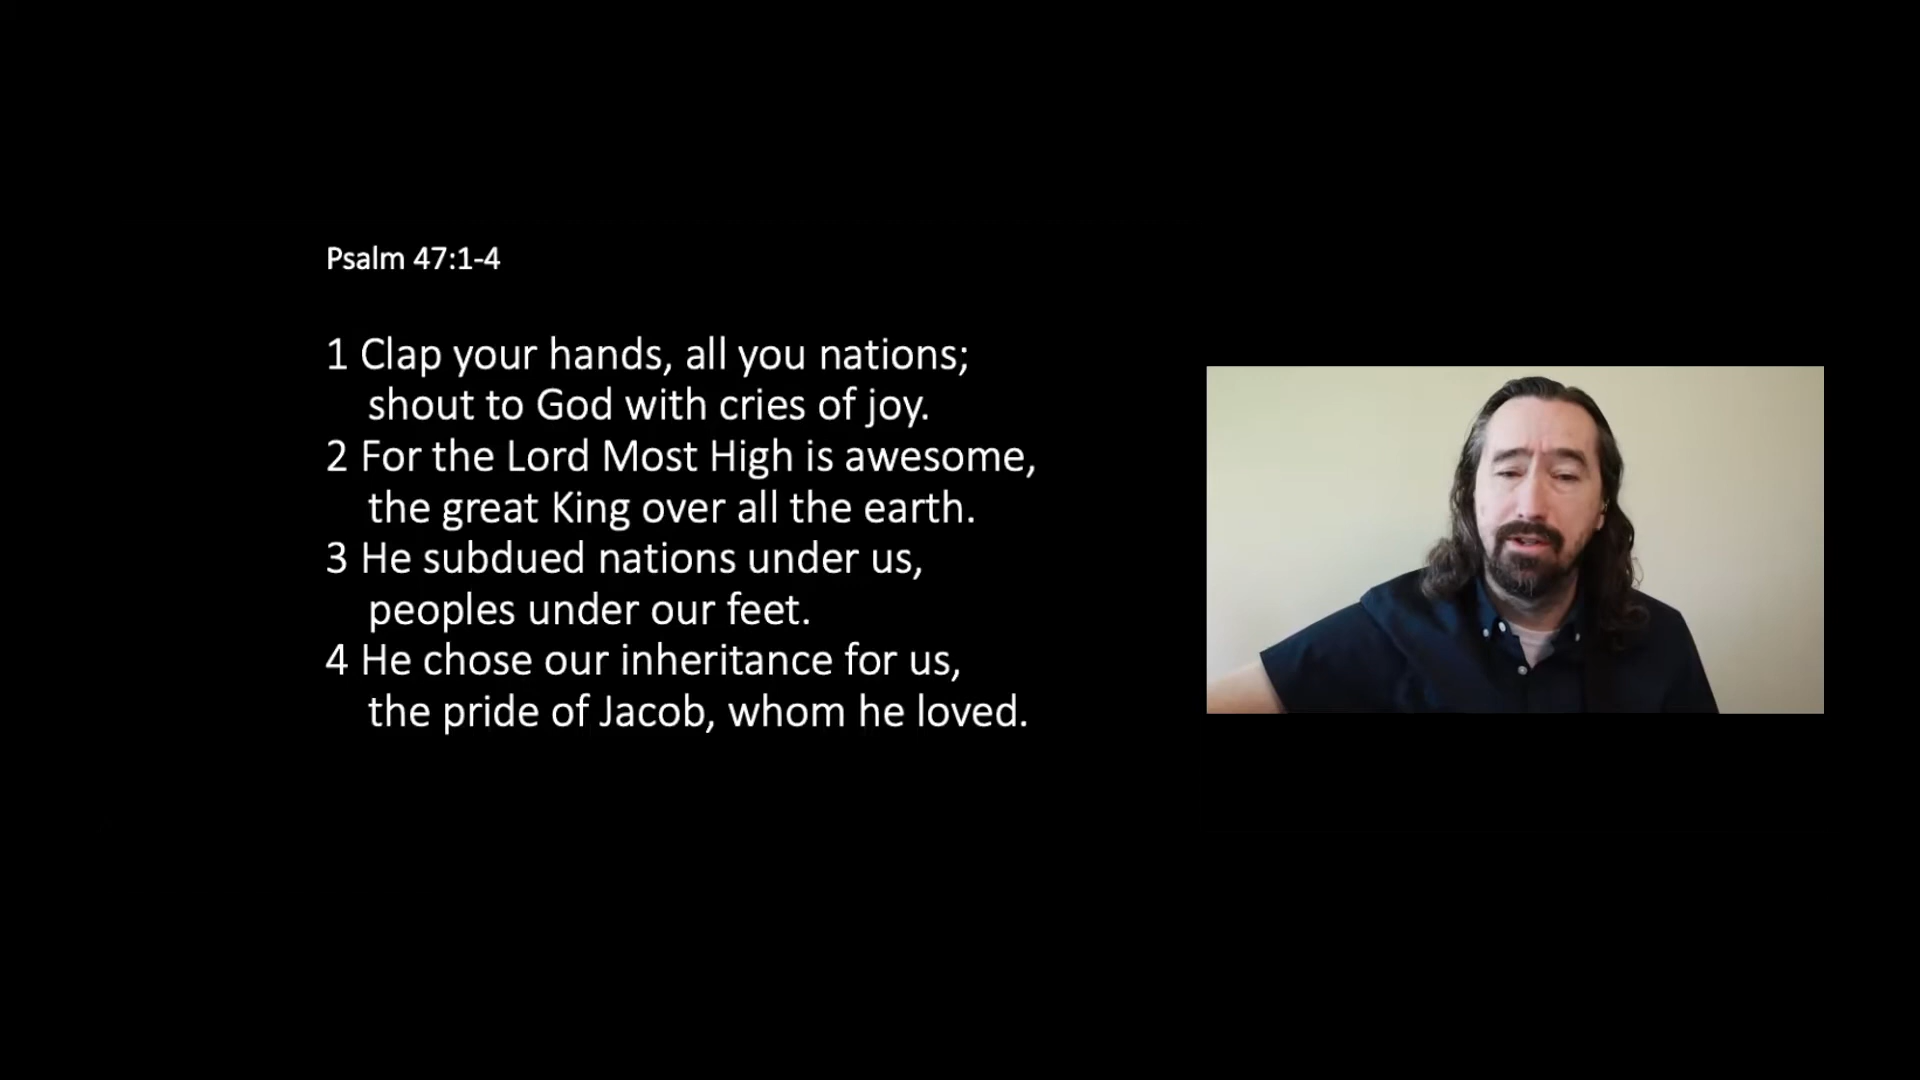 Psalm 47:1-4
1 Clap your hands, all you nations;
shout to God with cries of joy.
2 For the Lord Most High is awesome,
the great King over all the earth.
3 He subdued nations under us,
peoples under our feet.
4 He chose our inheritance for us,
the pride of Jacob, whom he loved.